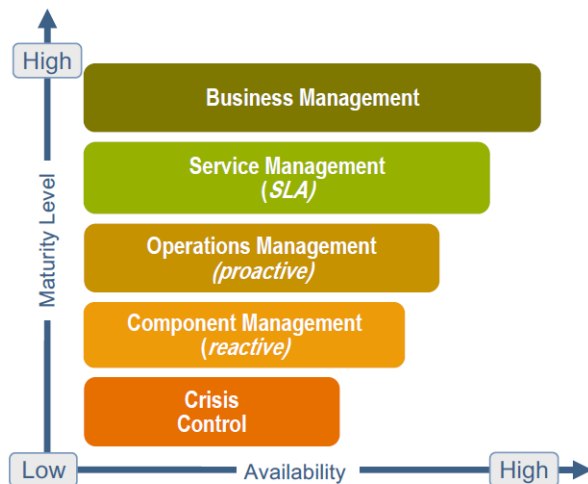 High
Business Management
Service Management
(SLA)
Operations Management
(proactive)
Component Management
(reactive)
Crisis
Control
Maturity Level
Low
Availability
High